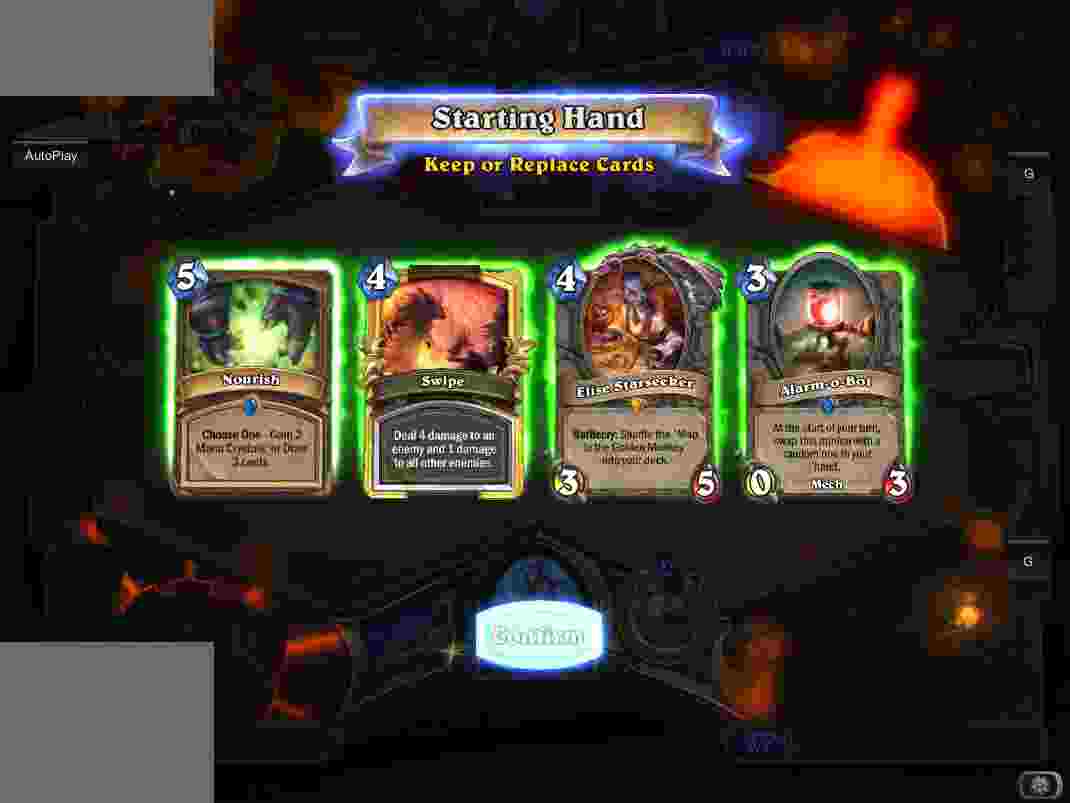 Starting Hand
Keep or Replace Cards
AutoPlay
G
5
4
4
3
Nourish
Swipe
Elise Starseeker
Alarm-o-Bot
Choose One - Gain 2
Mana Crystals; or Draw
3 cards.
Deal 4 damage to an
enemy and 1 damage
to all other enemies.
Battlecry: Shuffle the 'Map
to the Golden Monkey'
into your deck.
At the start of your turn,
swap this minion with a
random one in your
hand.
Mech
3
5
0
3
G
Confirm